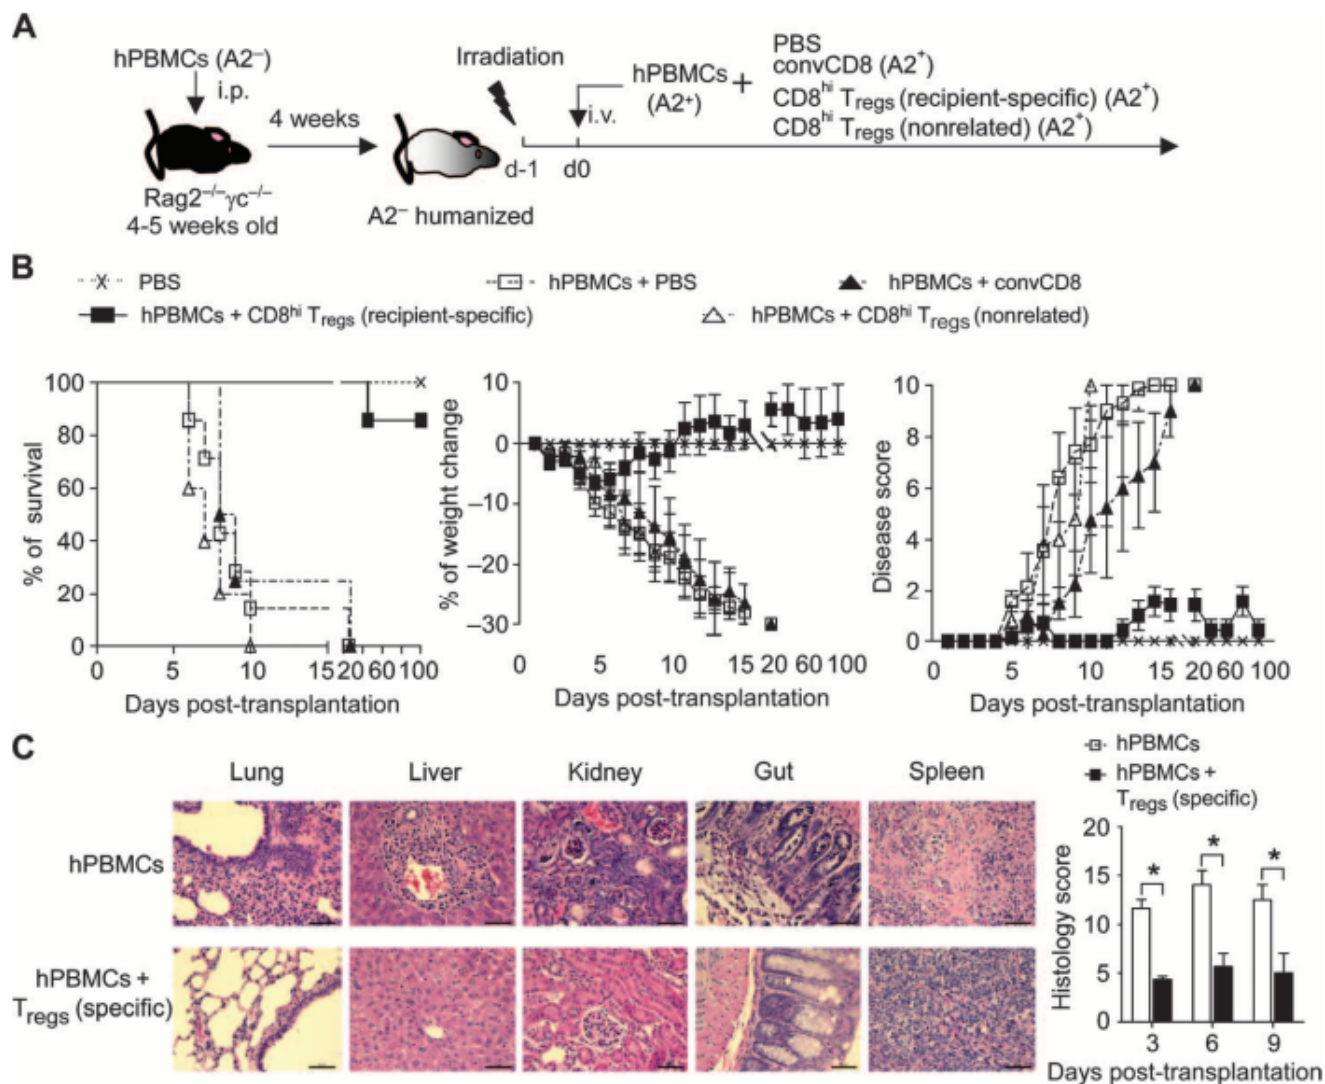 A
hPBMCs (A2⁻)
i.p.
Rag2⁻/⁻γc⁻/⁻
4-5 weeks old
4 weeks
A2⁻ humanized
Irradiation
d-1
d0
i.v.
hPBMCs
(A2⁺)
+
PBS
convCD8 (A2⁺)
CD8ʰⁱ Tregs (recipient-specific) (A2⁺)
CD8ʰⁱ Tregs (nonrelated) (A2⁺)
B
PBS
hPBMCs + PBS
hPBMCs + convCD8
hPBMCs + CD8ʰⁱ Tregs (recipient-specific)
hPBMCs + CD8ʰⁱ Tregs (nonrelated)
% of survival
100
80
60
40
20
0
0 5 10 15 20 60 100
Days post-transplantation
% of weight change
10
0
–10
–20
–30
0 5 10 15 20 60 100
Days post-transplantation
Disease score
10
8
6
4
2
0
0 5 10 15 20 60 100
Days post-transplantation
C
Lung Liver Kidney Gut Spleen
hPBMCs
hPBMCs +
Tregs (specific)
hPBMCs
hPBMCs +
Tregs (specific)
Histology score
20
15
10
5
0
* * *
3 6 9
Days post-transplantation